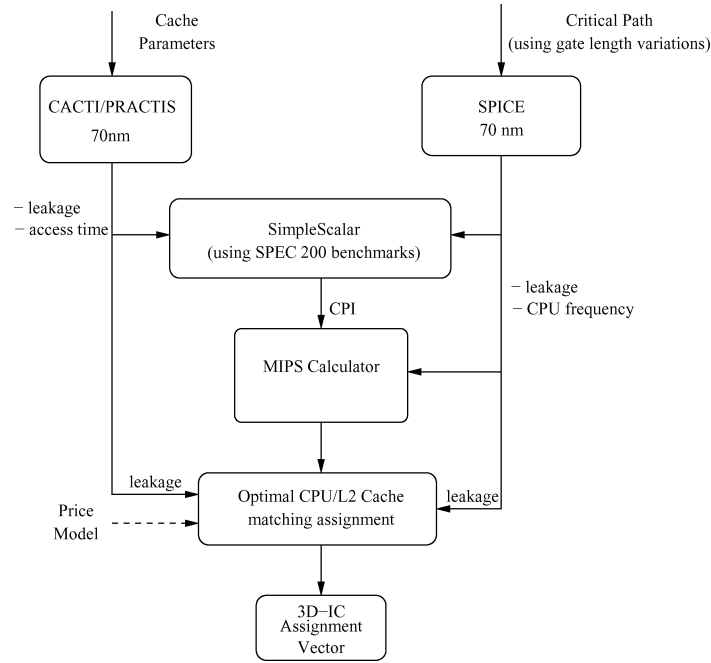 Cache
Parameters
Critical Path
(using gate length variations)
CACTI/PRACTIS
70nm
SPICE
70 nm
− leakage
− access time
SimpleScalar
(using SPEC 200 benchmarks)
− leakage
− CPU frequency
CPI
MIPS Calculator
leakage
Optimal CPU/L2 Cache
matching assignment
leakage
Price
Model
3D−IC
Assignment
Vector